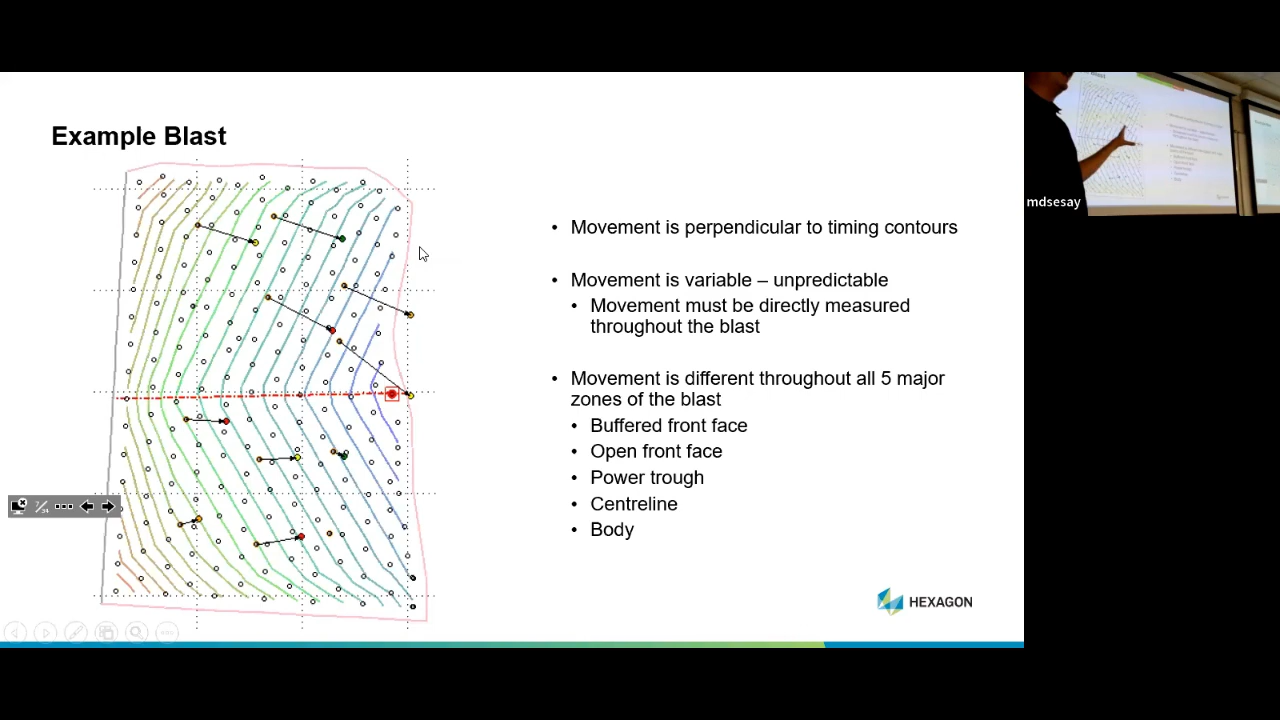 Example Blast
• Movement is perpendicular to timing contours
• Movement is variable – unpredictable
• Movement must be directly measured
throughout the blast
• Movement is different throughout all 5 major
zones of the blast
• Buffered front face
• Open front face
• Power trough
• Centreline
• Body
HEXAGON
mdsesay